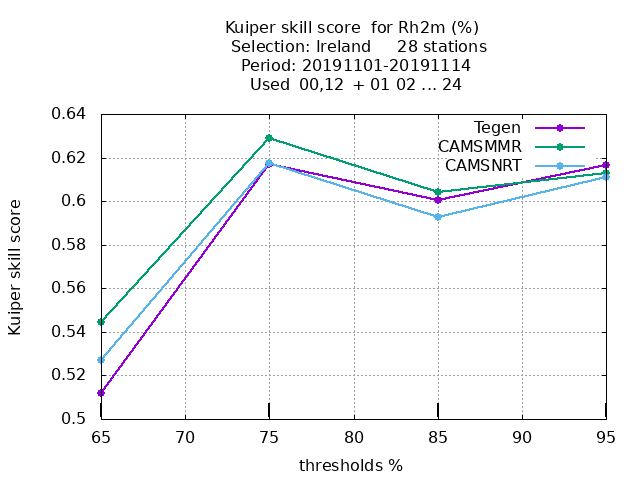 Kuiper skill score  for Rh2m (%)
Selection: Ireland     28 stations
Period: 20191101-20191114
Used  00,12  + 01 02 ... 24
Tegen
CAMSMMR
CAMSNRT
Kuiper skill score
0.64
0.62
0.6
0.58
0.56
0.54
0.52
0.5
65 70 75 80 85 90 95
thresholds %